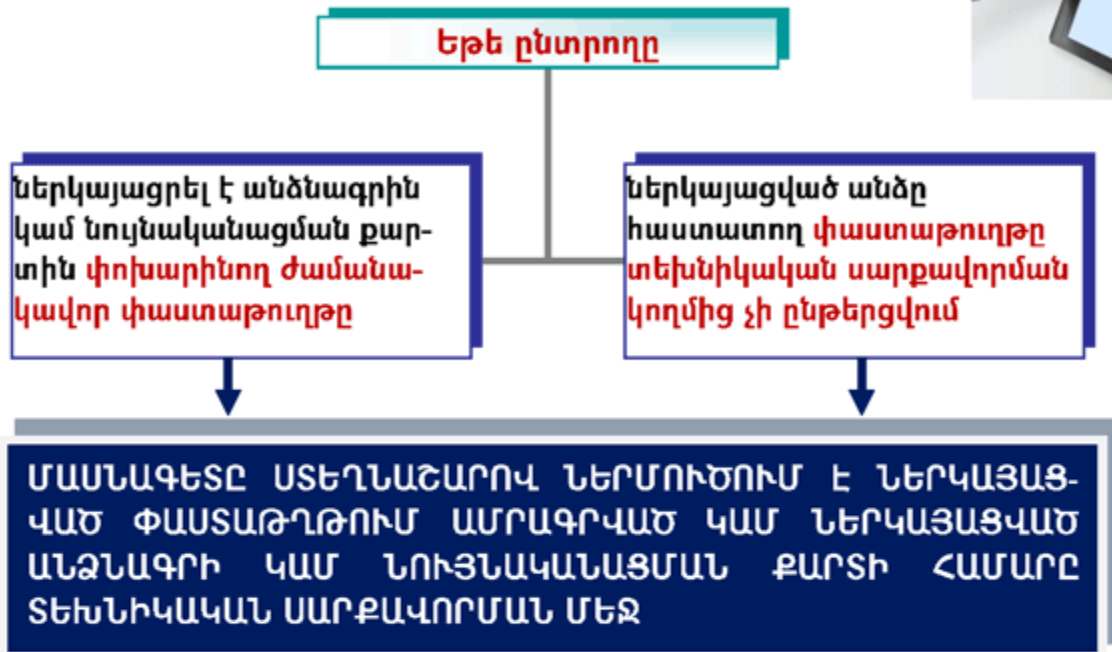 Եթե ընտրողը
ներկայացրել է անձնագրին
կամ նույնականացման քար-
տին փոխարինող ժամանա-
կավոր փաստաթուղթը
ներկայացված անձը
հաստատող փաստաթուղթը
տեխնիկական սարքավորման
կողմից չի ընթերցվում
ՄԱՍՆԱԳԵՏԸ ՍՏԵՂՆԱՇԱՐՈՎ ՆԵՐՄՈՒԾՈՒՄ Է ՆԵՐԿԱՅԱՑ-
ՎԱԾ ՓԱՍՏԱԹՂԹՈՒՄ ԱՄՐԱԳՐՎԱԾ ԿԱՄ ՆԵՐԿԱՅԱՑՎԱԾ
ԱՆՁՆԱԳՐԻ ԿԱՄ ՆՈՒՅՆԱԿԱՆԱՑՄԱՆ ՔԱՐՏԻ ՀԱՄԱՐԸ
ՏԵԽՆԻԿԱԿԱՆ ՍԱՐՔԱՎՈՐՄԱՆ ՄԵՋ